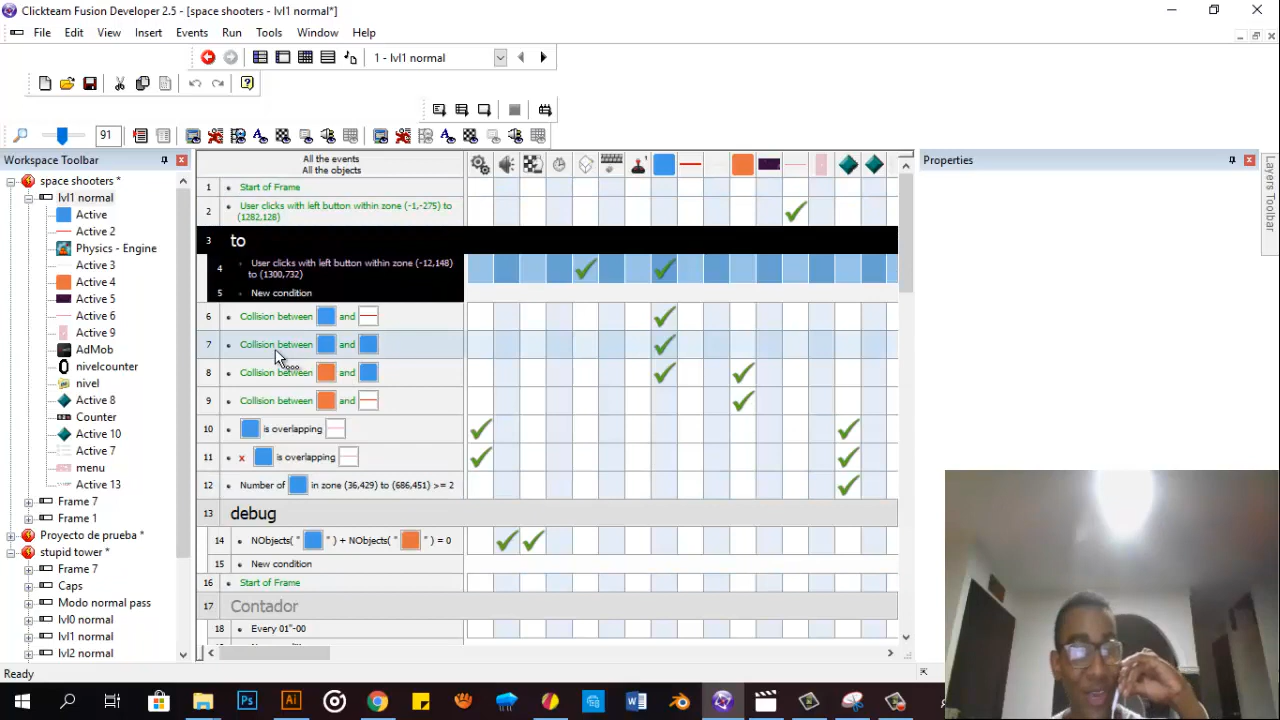 Clickteam Fusion Developer 2.5 - [space shooters - lvl1 normal*]
File Edit View Insert Events Run Tools Window Help
1 - lvl1 normal
91
Workspace Toolbar
space shooters *
lvl1 normal
Active
Active 2
Physics - Engine
Active 3
Active 4
Active 5
Active 6
Active 9
AdMob
nivelcounter
nivel
Active 8
Counter
Active 10
Active 7
menu
Active 13
Frame 7
Frame 1
Proyecto de prueba *
stupid tower *
Frame 7
Caps
Modo normal pass
lvl0 normal
lvl1 normal
lvl2 normal
All the events
All the objects
1 Start of Frame
2 User clicks with left button within zone (-1,-275) to
(1282,128)
3 to
4 User clicks with left button within zone (-12,148)
to (1300,732)
5 New condition
6 Collision between and
7 Collision between and
8 Collision between and
9 Collision between and
10 is overlapping
11 x is overlapping
12 Number of in zone (36,429) to (686,451) >= 2
13 debug
14 NObjects( " " ) + NObjects( " " ) = 0
15 New condition
16 Start of Frame
17 Contador
18 Every 01"-00
Properties
Layers Toolbar
Ready
Ps
Ai